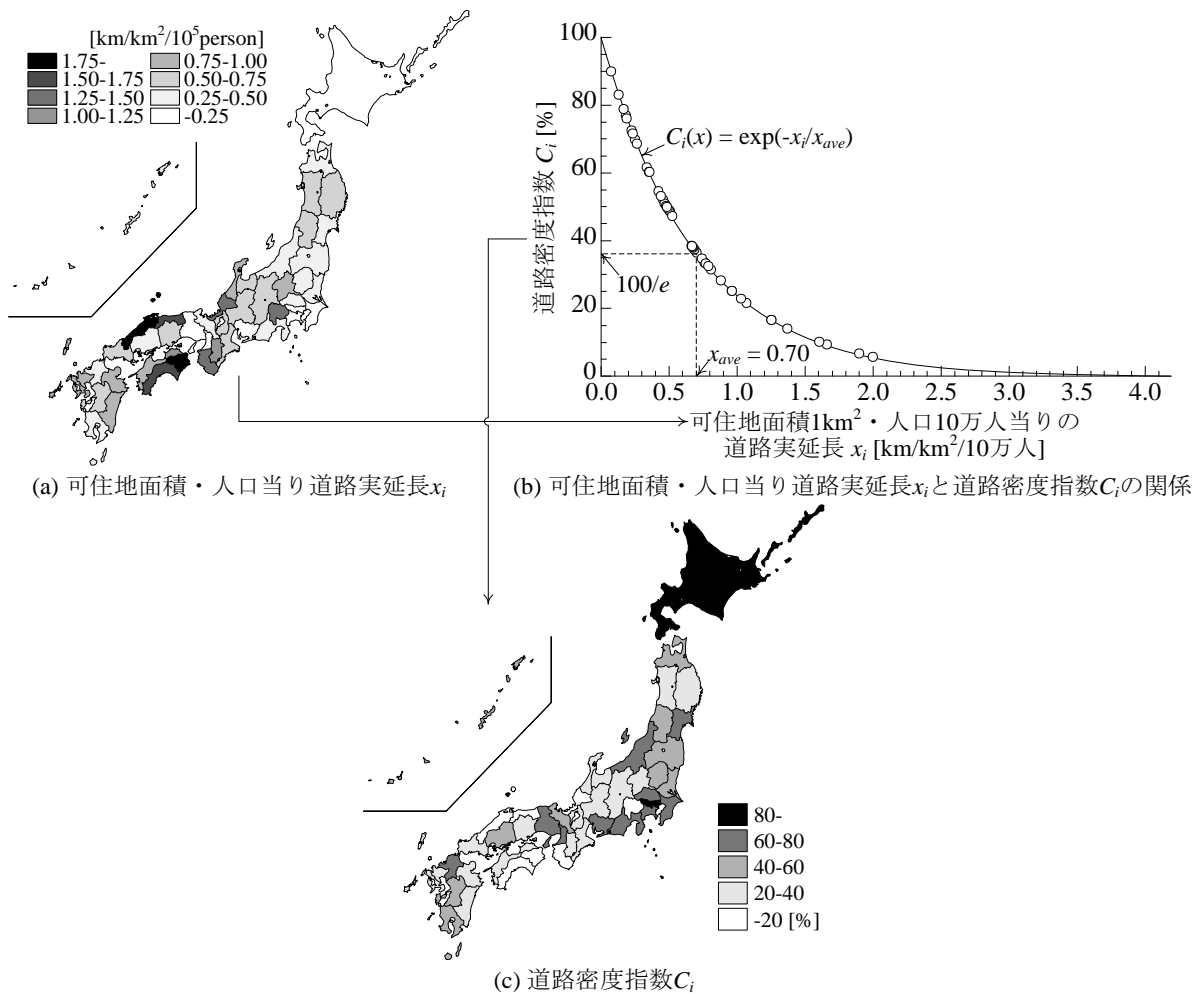 [km/km²/10⁵person]
1.75-
1.50-1.75
1.25-1.50
1.00-1.25
0.75-1.00
0.50-0.75
0.25-0.50
-0.25
(a) 可住地面積・人口当り道路実延長xᵢ
道路密度指数 Cᵢ [%]
100
80
60
40
20
0
Cᵢ(x) = exp(-xᵢ/xₐᵥₑ)
100/e
xₐᵥₑ = 0.70
0.0 0.5 1.0 1.5 2.0 2.5 3.0 3.5 4.0
可住地面積1km²・人口10万人当りの
道路実延長 xᵢ [km/km²/10万人]
(b) 可住地面積・人口当り道路実延長xᵢと道路密度指数Cᵢの関係
80-
60-80
40-60
20-40
-20 [%]
(c) 道路密度指数Cᵢ